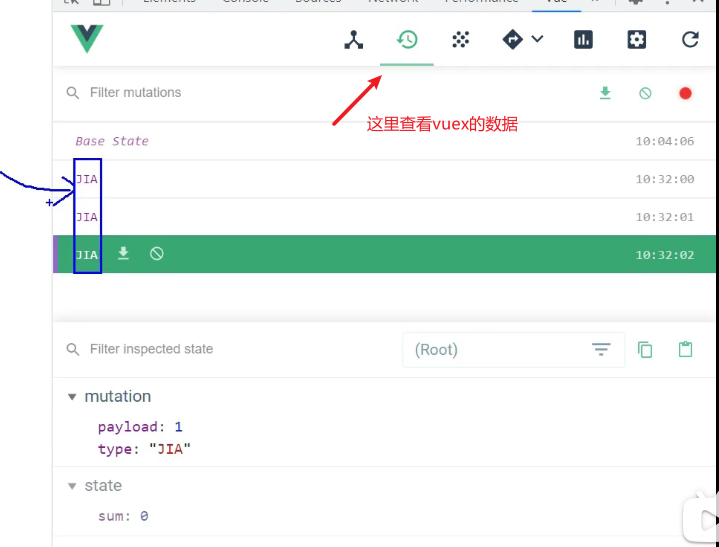 Elements Console Sources Network Performance Vue
Filter mutations
这里查看vuex的数据
Base State 10:04:06
JIA 10:32:00
JIA 10:32:01
JIA 10:32:02
Filter inspected state (Root)
mutation
payload: 1
type: "JIA"
state
sum: 0